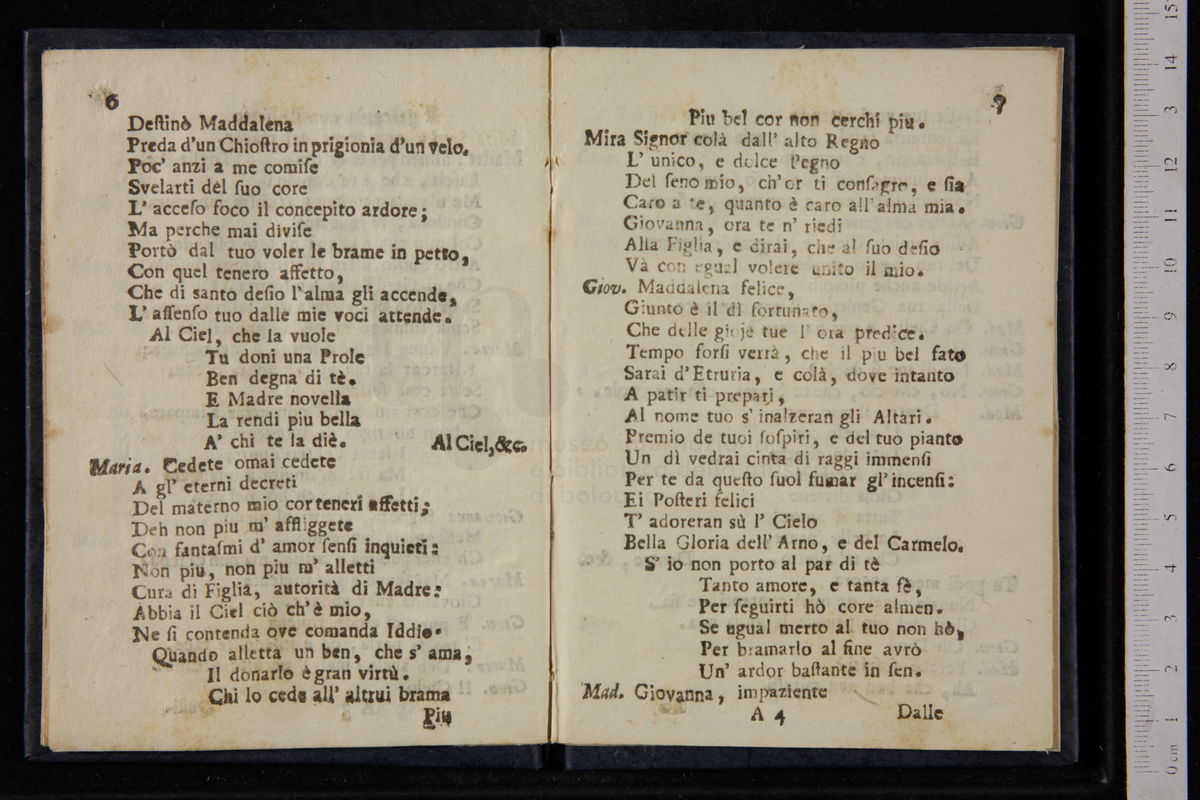 6
Deſtinò Maddalena
Preda d'un Chioſtro in prigionia d'un velo.
Poc' anzi a me comiſe
Svelarti del ſuo core
L' acceſo foco il concepito ardore;
Ma perche mai diviſe
Portò dal tuo voler le brame in petto,
Con quel tenero affetto,
Che di santo deſio l'alma gli accende,
L' aſſenſo tuo dalle mie voci attende.
Al Ciel, che la vuole
Tu doni una Prole
Ben degna di tè.
E Madre novella
La rendi piu bella
A' chi te la diè. Al Ciel, &c.
Maria. Cedete omai cedete
A gl' eterni decreti
Del materno mio cor teneri affetti;
Deh non piu m' affliggete
Con fantaſmi d' amor ſenſi inquieti:
Non piu, non piu m' alletti
Cura di Figlia, autorità di Madre:
Abbia il Ciel ciò ch'è mio,
Ne ſi contenda ove comanda Iddio.
Quando alletta un ben, che s' ama,
Il donarlo è gran virtù.
Chi lo cede all' altrui brama
Piu
7
Piu bel cor non cerchi piu.
Mira Signor colà dall' alto Regno
L' unico, e dolce Pegno
Del ſeno mio, ch'or ti conſagro, e ſia
Caro a te, quanto è caro all'alma mia.
Giovanna, ora te n' riedi
Alla Figlia, e dirai, che al ſuo deſio
Và con egual volere unito il mio.
Giov. Maddalena felice,
Giunto è il dì fortunato,
Che delle gioje tue l' ora predice.
Tempo forſi verrà, che il piu bel fato
Sarai d'Etruria, e colà, dove intanto
A patir ti prepari,
Al nome tuo s' inalzeran gli Altari.
Premio de tuoi ſoſpiri, e del tuo pianto
Un dì vedrai cinta di raggi immenſi
Per te da queſto ſuol fumar gl'incenſi:
Ei Poſteri felici
T' adoreran sù l' Cielo
Bella Gloria dell' Arno, e del Carmelo.
S' io non porto al par di tè
Tanto amore, e tanta fè,
Per ſeguirti hò core almen.
Se ugual merto al tuo non hò,
Per bramarlo al fine avrò
Un' ardor baſtante in ſen.
Mad. Giovanna, impaziente
A 4 Dalle